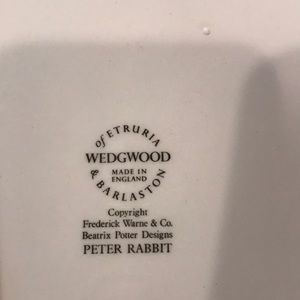 of ETRURIA
WEDGWOOD
MADE IN
ENGLAND
& BARLASTON
Copyright
Frederick Warne & Co.
Beatrix Potter Designs
PETER RABBIT